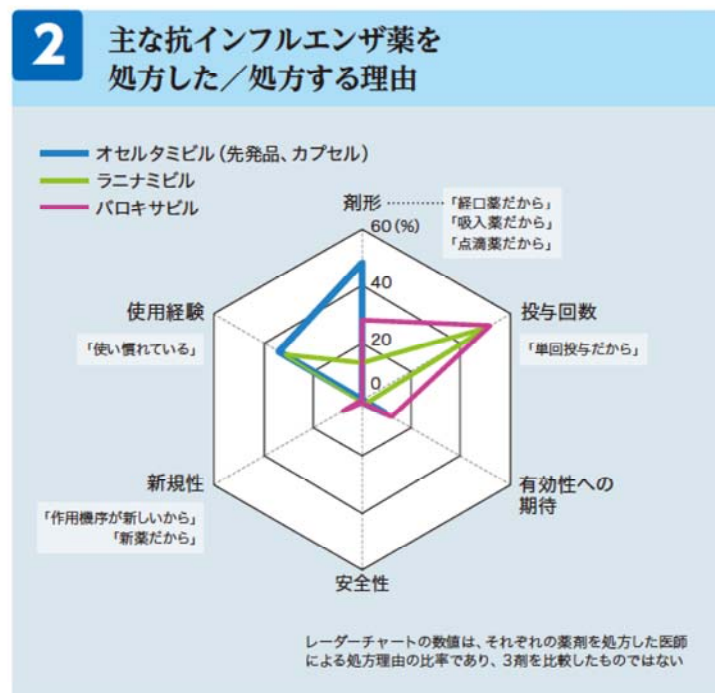 2
主な抗インフルエンザ薬を
処方した／処方する理由
オセルタミビル（先発品、カプセル）
ラニナミビル
バロキサビル
剤形
「経口薬だから」
「吸入薬だから」
「点滴薬だから」
60(%)
40
20
0
使用経験
「使い慣れている」
投与回数
「単回投与だから」
新規性
「作用機序が新しいから」
「新薬だから」
有効性への
期待
安全性
レーダーチャートの数値は、それぞれの薬剤を処方した医師
による処方理由の比率であり、3剤を比較したものではない